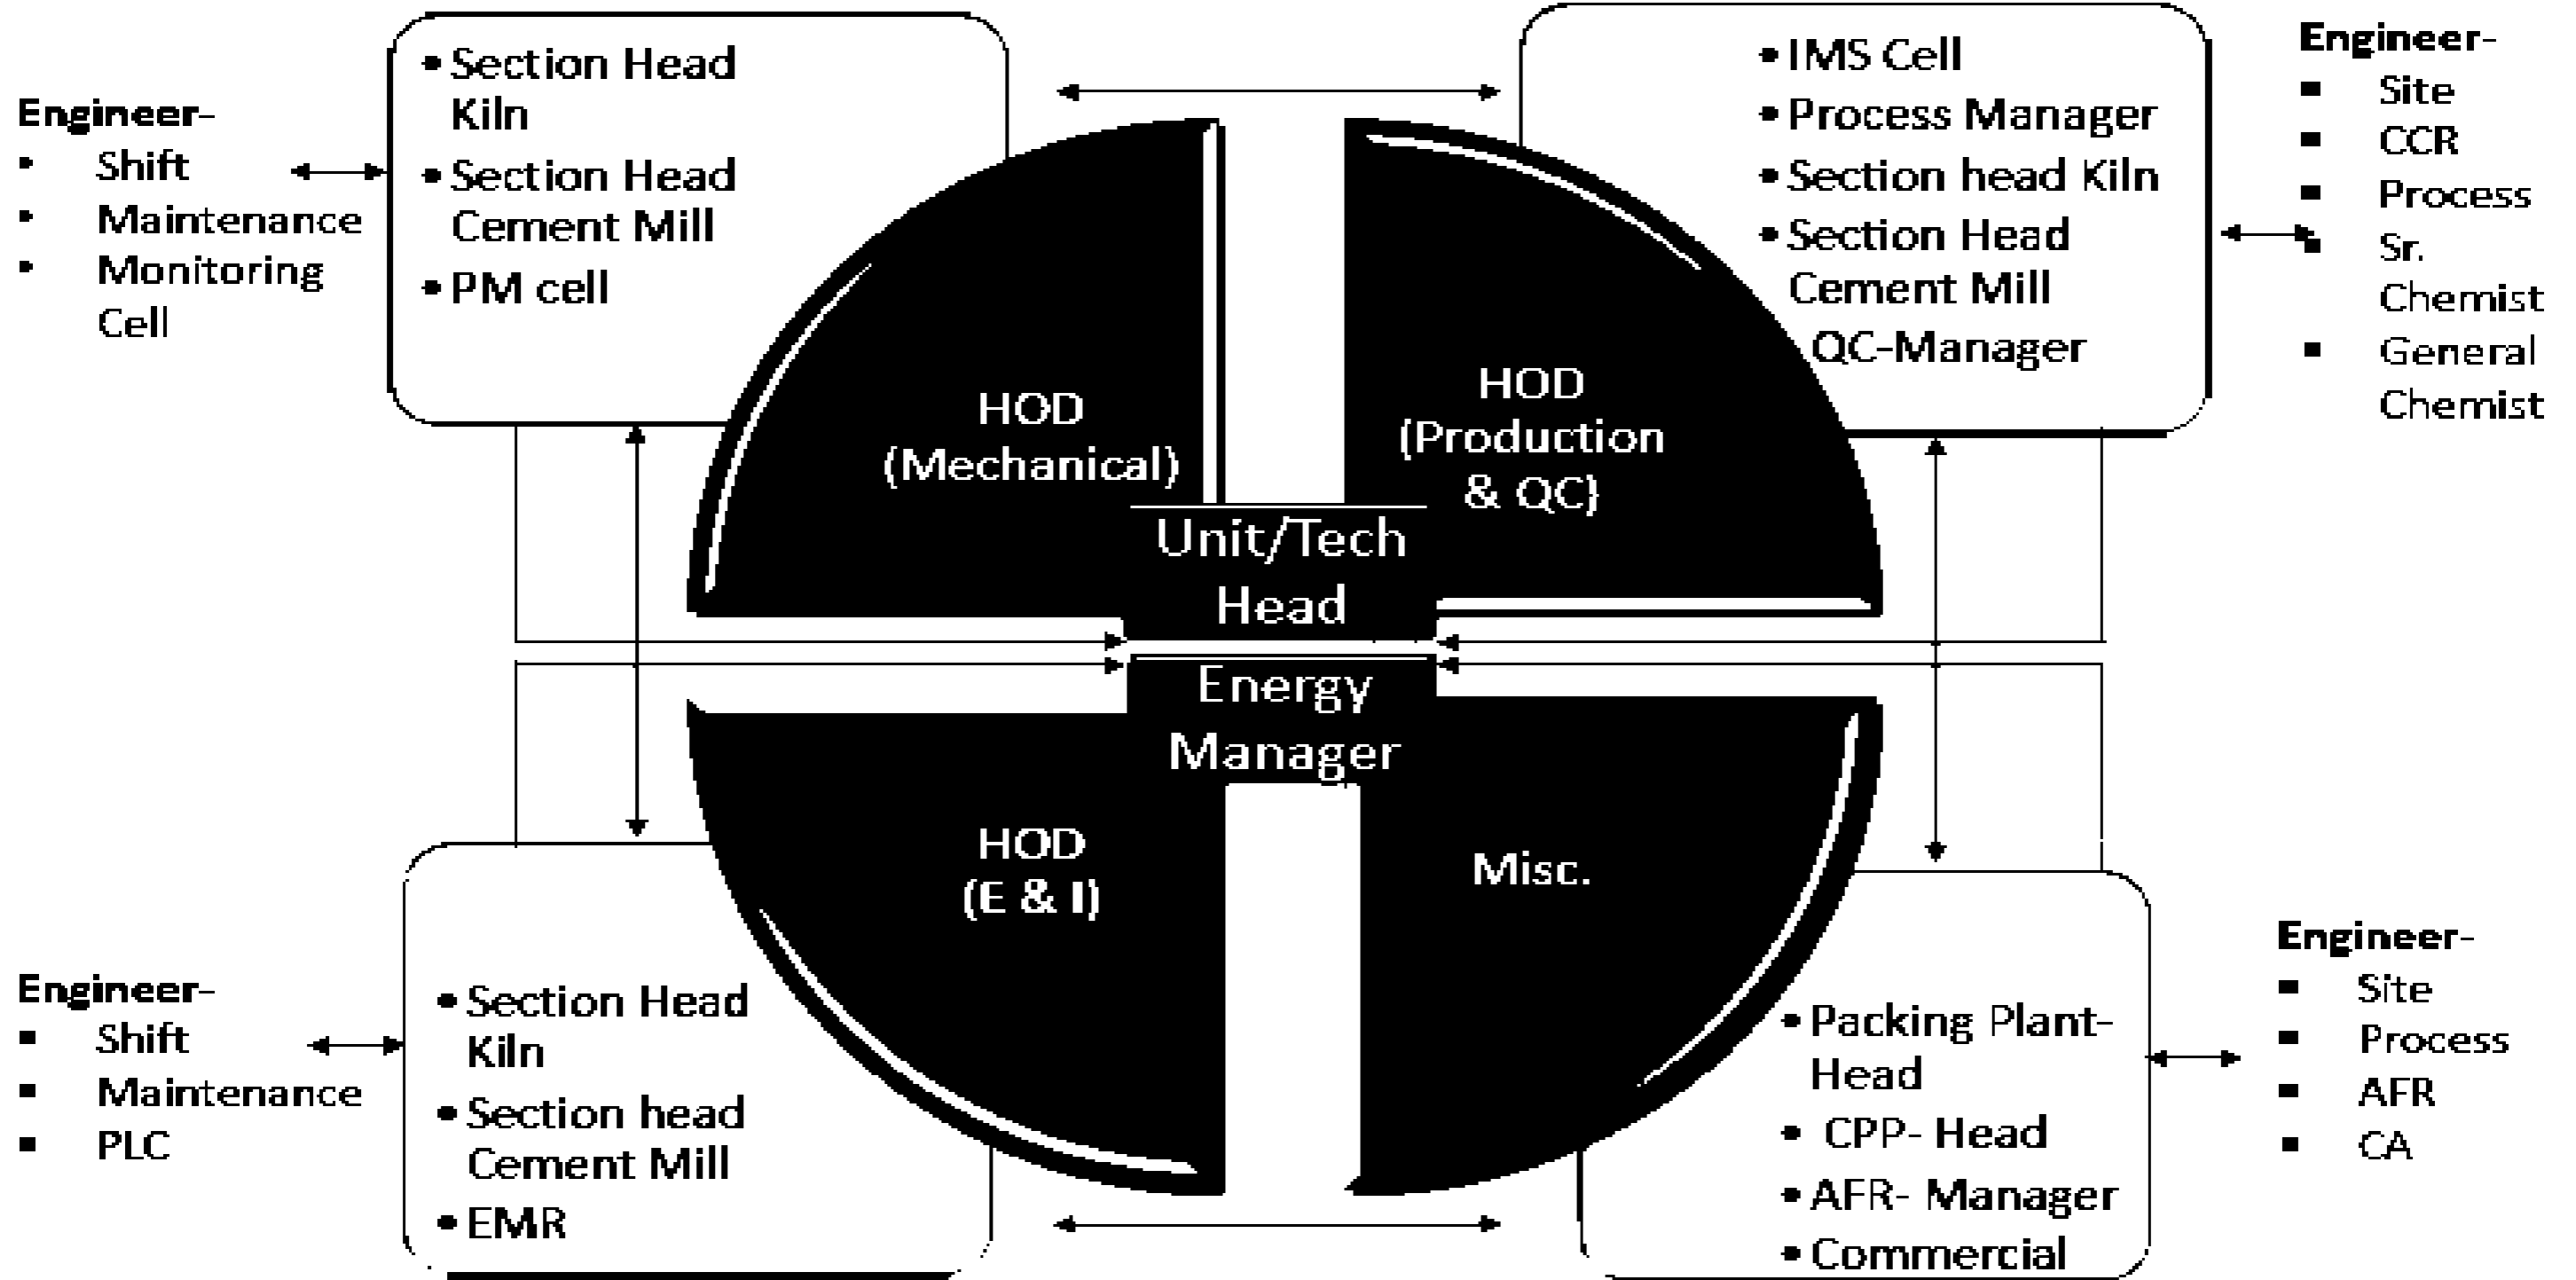 Engineer-
• Shift
• Maintenance
• Monitoring
Cell
• Section Head
Kiln
• Section Head
Cement Mill
• PM cell
• IMS Cell
• Process Manager
• Section head Kiln
• Section Head
Cement Mill
QC-Manager
Engineer-
▪ Site
▪ CCR
▪ Process
▪ Sr.
Chemist
▪ General
Chemist
HOD
(Mechanical)
HOD
(Production
& QC)
Unit/Tech
Head
Energy
Manager
HOD
(E & I)
Misc.
Engineer-
▪ Shift
▪ Maintenance
▪ PLC
• Section Head
Kiln
• Section head
Cement Mill
• EMR
• Packing Plant-
Head
• CPP- Head
• AFR- Manager
• Commercial
Engineer-
▪ Site
▪ Process
▪ AFR
▪ CA